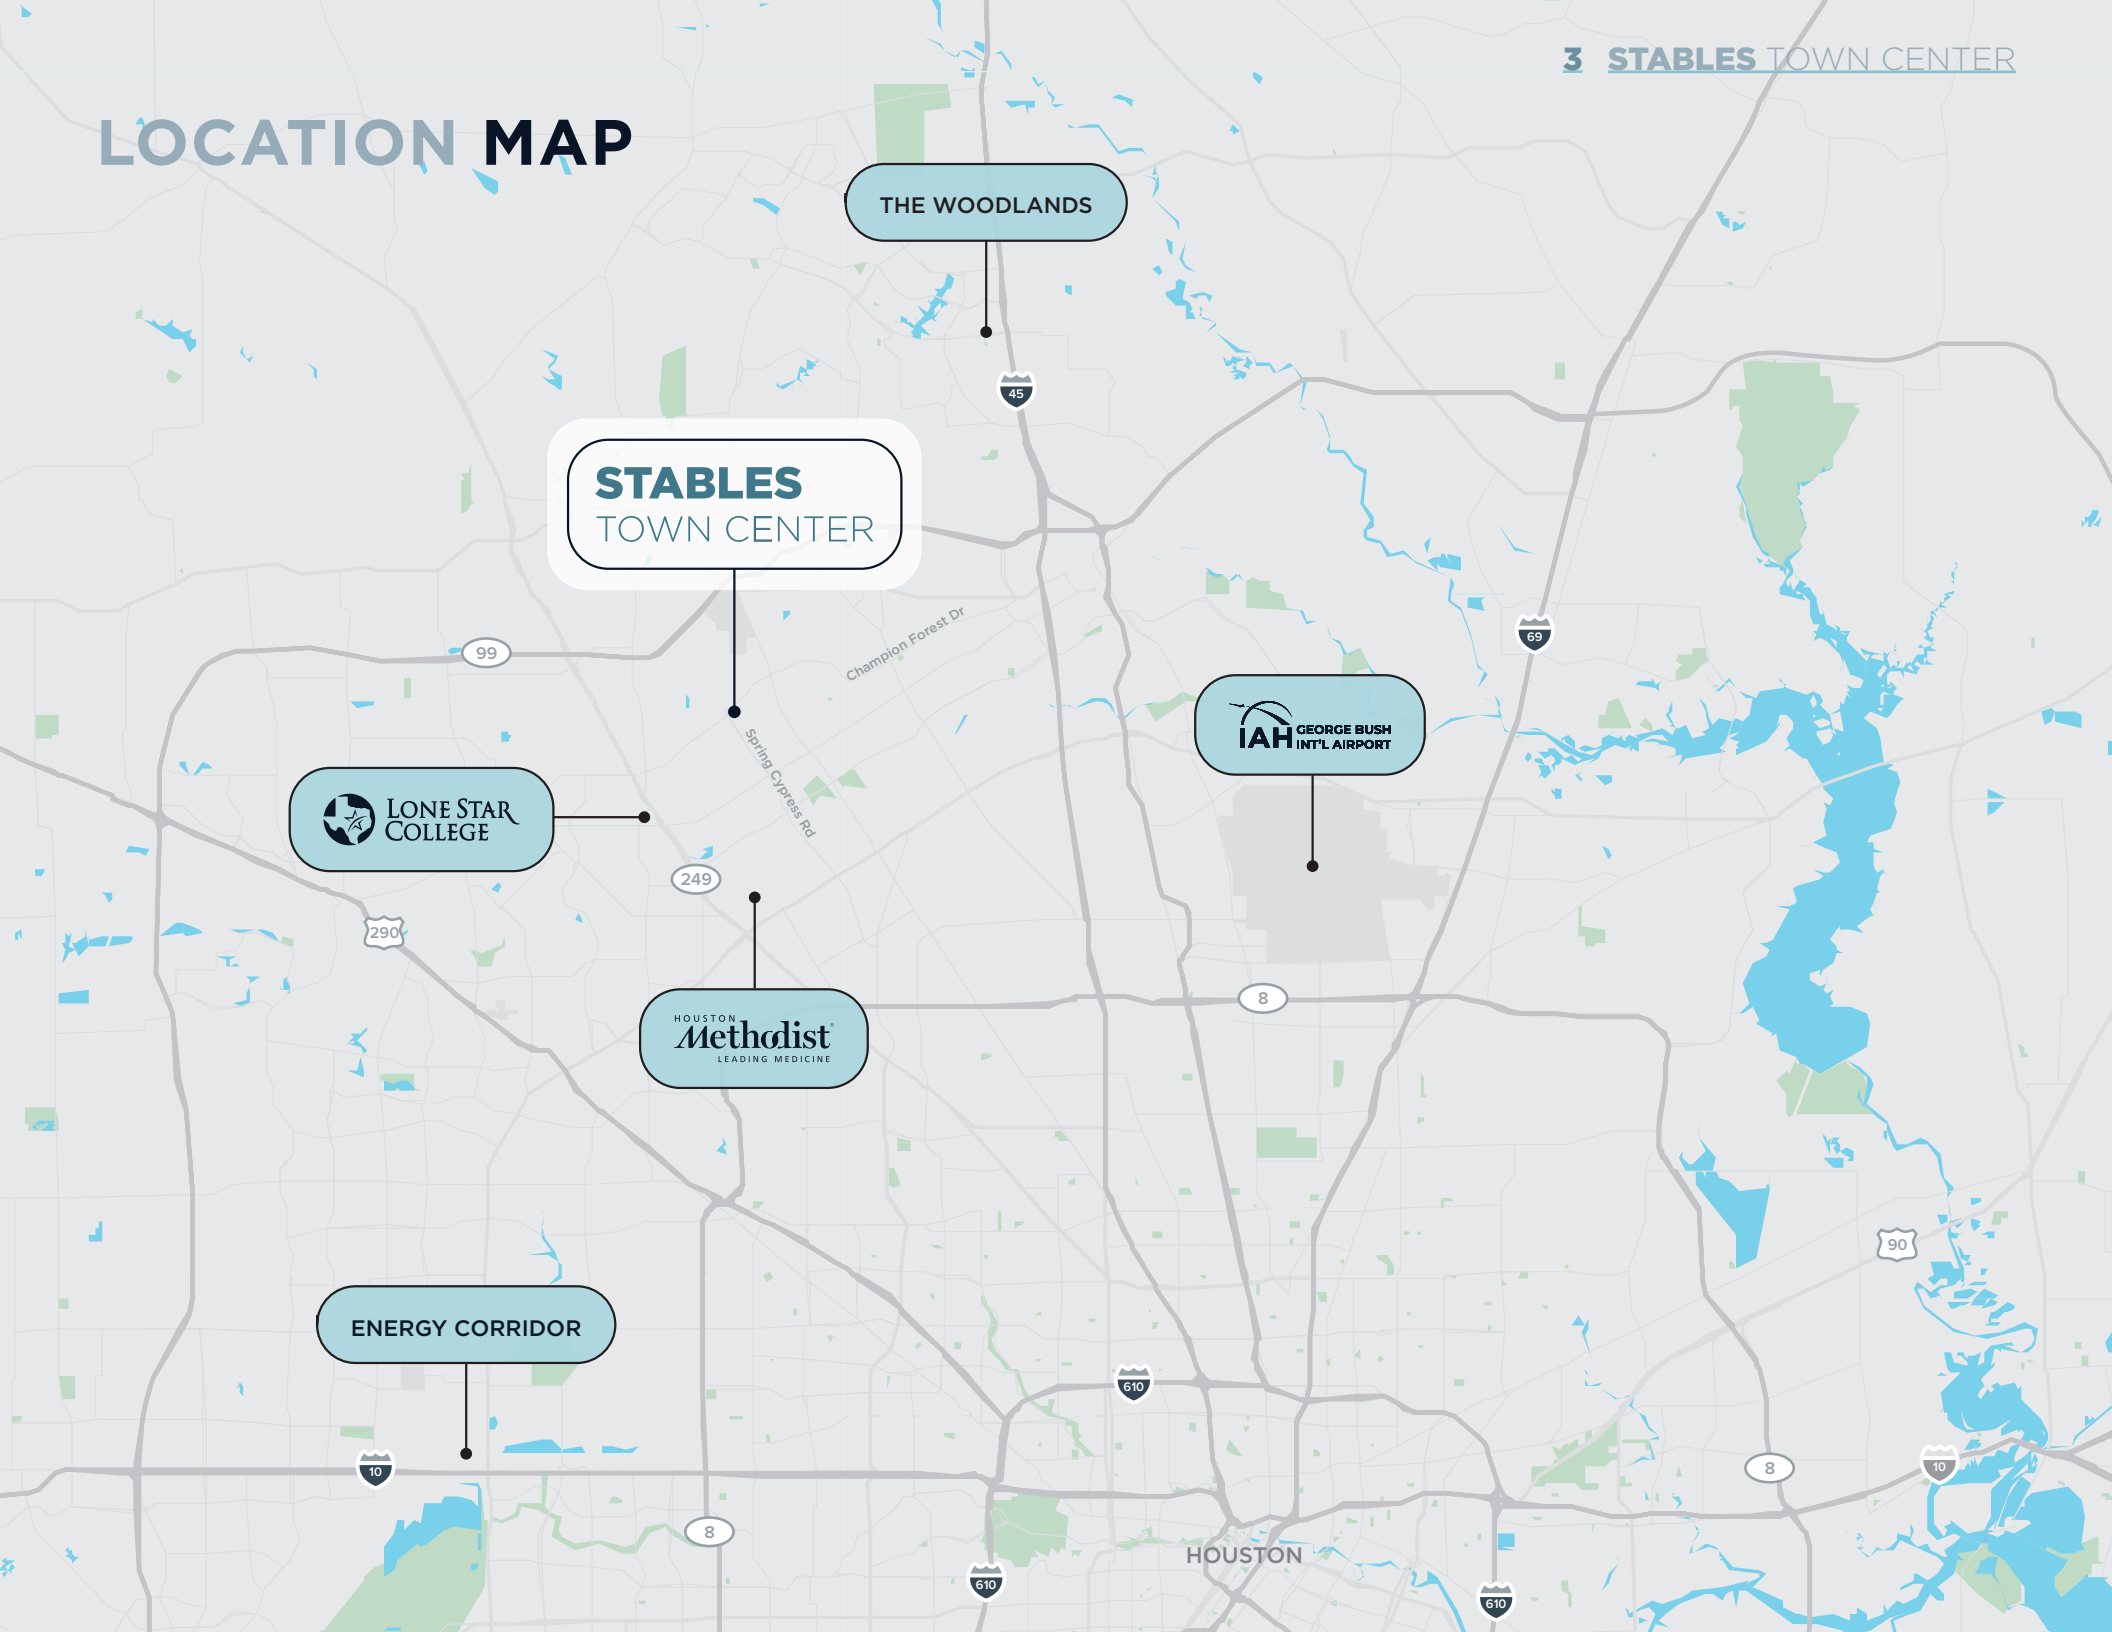 3 STABLES TOWN CENTER
LOCATION MAP
THE WOODLANDS
45
STABLES
TOWN CENTER
Champion Forest Dr
99
69
IAH GEORGE BUSH
INT'L AIRPORT
Spring Cypress Rd
LONE STAR
COLLEGE
249
290
8
HOUSTON
Methodist®
LEADING MEDICINE
90
ENERGY CORRIDOR
610
10
8
10
8
HOUSTON
610
610